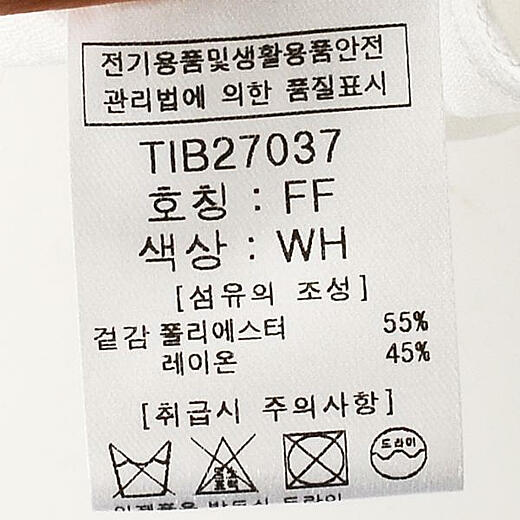 전기용품및생활용품안전
관리법에 의한 품질표시
TIB27037
호칭 : FF
색상 : WH
[섬유의 조성]
겉감 폴리에스터 55%
레이온 45%
[취급시 주의사항]
드라이